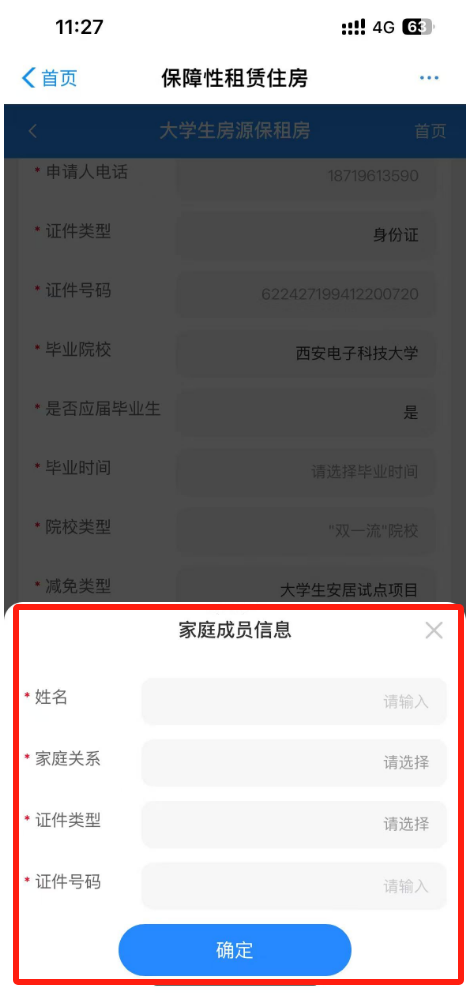 11:27
4G 63
首页 保障性租赁住房
大学生房源保租房 首页
* 申请人电话 18719613590
* 证件类型 身份证
* 证件号码 622427199412200720
* 毕业院校 西安电子科技大学
* 是否应届毕业生 是
* 毕业时间 请选择毕业时间
* 院校类型 "双一流"院校
* 减免类型 大学生安居试点项目
家庭成员信息
* 姓名 请输入
* 家庭关系 请选择
* 证件类型 请选择
* 证件号码 请输入
确定